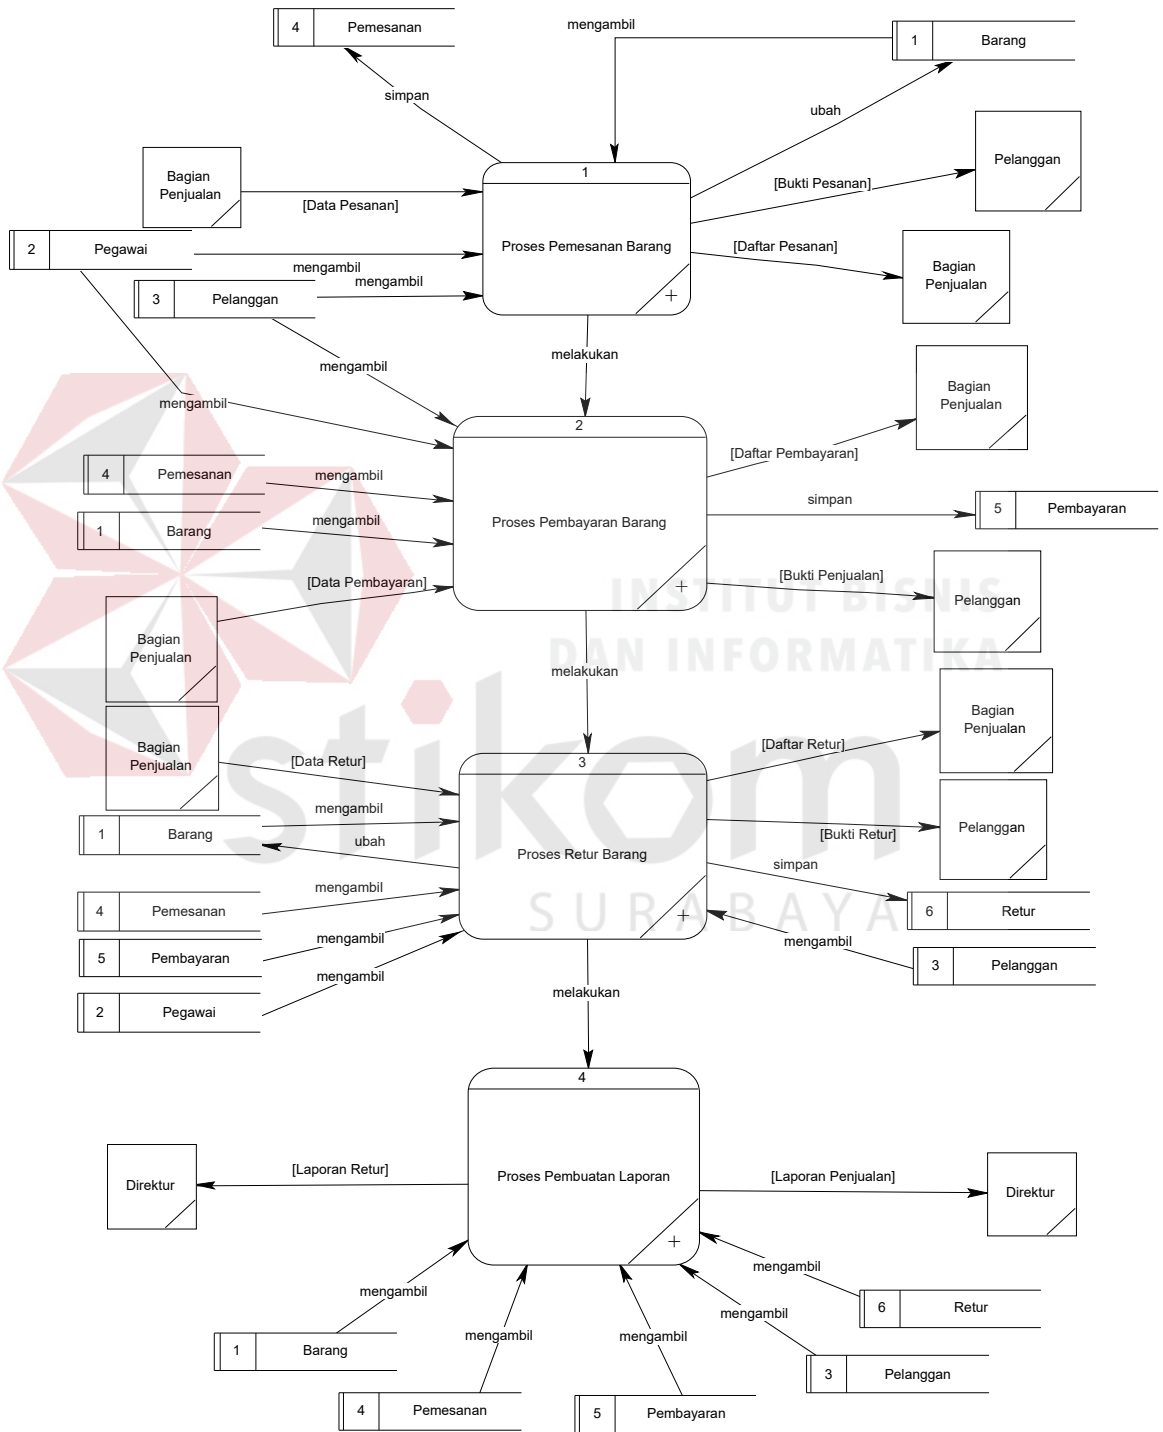 4 Pemesanan
mengambil
1 Barang
simpan
ubah
Bagian
Penjualan
[Data Pesanan]
1
Proses Pemesanan Barang
[Bukti Pesanan]
Pelanggan
2 Pegawai
mengambil
3 Pelanggan
mengambil
[Daftar Pesanan]
Bagian
Penjualan
melakukan
mengambil
mengambil
2
Proses Pembayaran Barang
Bagian
Penjualan
[Daftar Pembayaran]
4 Pemesanan
mengambil
simpan
5 Pembayaran
1 Barang
mengambil
[Data Pembayaran]
Bagian
Penjualan
[Bukti Penjualan]
Pelanggan
INSTITUT BISNIS
DAN INFORMATIKA
stikom
SURABAYA
melakukan
Bagian
Penjualan
[Data Retur]
3
Proses Retur Barang
[Daftar Retur]
Bagian
Penjualan
1 Barang
mengambil
ubah
[Bukti Retur]
Pelanggan
4 Pemesanan
mengambil
simpan
6 Retur
5 Pembayaran
mengambil
mengambil
3 Pelanggan
2 Pegawai
mengambil
melakukan
4
Proses Pembuatan Laporan
Direktur
[Laporan Retur]
[Laporan Penjualan]
Direktur
mengambil
1 Barang
mengambil
4 Pemesanan
mengambil
5 Pembayaran
mengambil
3 Pelanggan
mengambil
6 Retur